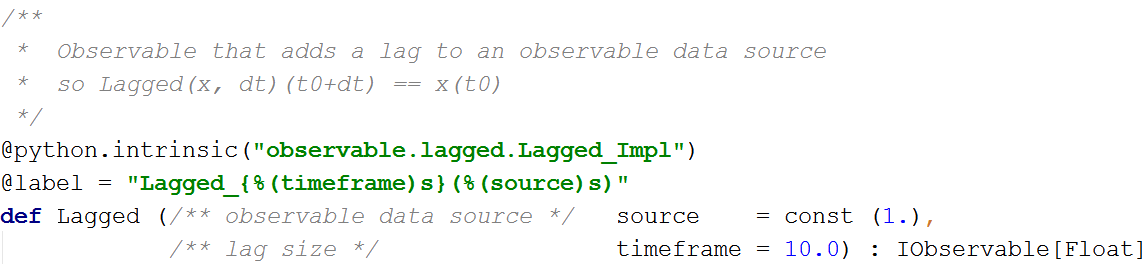 /**
 *  Observable that adds a lag to an observable data source
 *  so Lagged(x, dt)(t0+dt) == x(t0)
 */
@python.intrinsic("observable.lagged.Lagged_Impl")
@label = "Lagged_{%(timeframe)s}(%(source)s)"
def Lagged (/** observable data source */   source    = const (1.),
            /** lag size */                 timeframe = 10.0) : IObservable[Float]